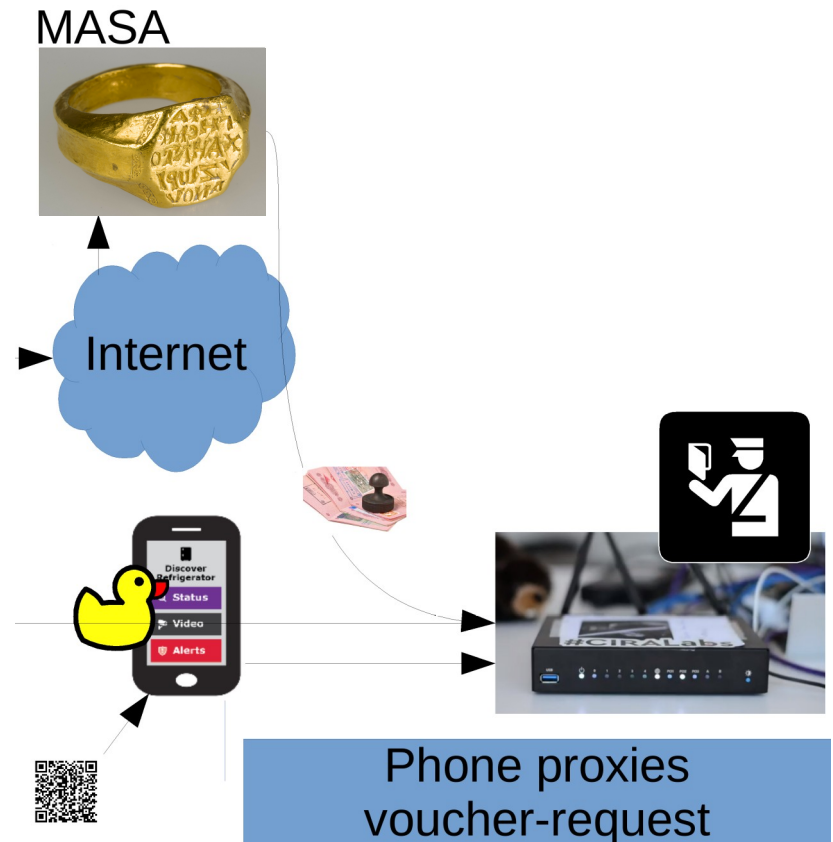 MASA
Internet
Discover
Refrigerator
Status
Video
Alerts
#CIRALabs
Phone proxies
voucher-request